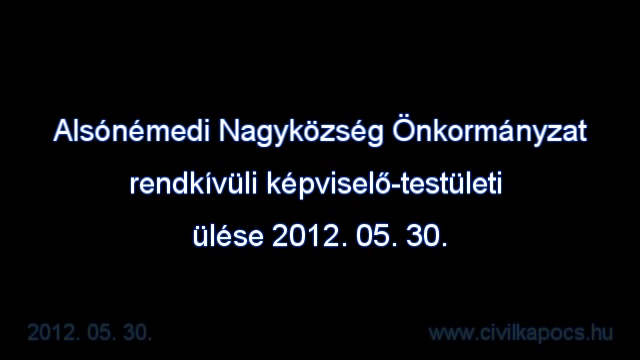 Alsónémedi Nagyközség Önkormányzat
rendkívüli képviselő-testületi
ülése 2012. 05. 30.
2012. 05. 30.
www.civilkapocs.hu